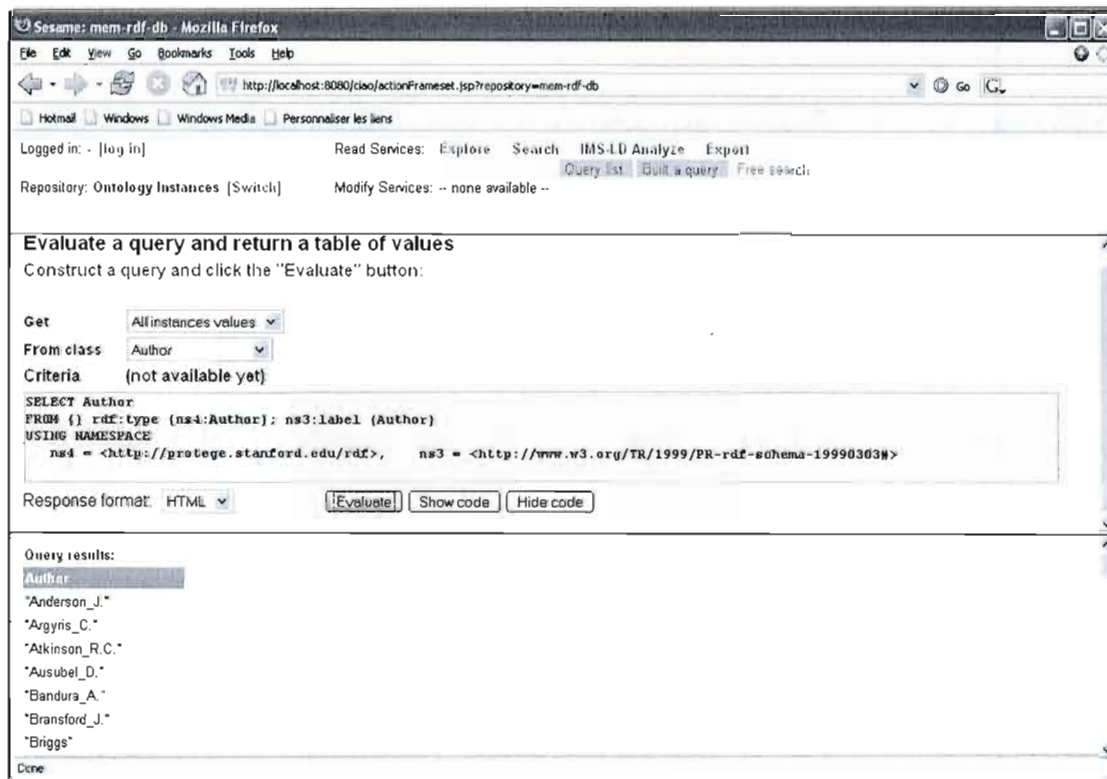 Sesame: mem-rdf-db - Mozilla Firefox
File Edit View Go Bookmarks Tools Help
http://localhost:8080/ciao/actionFrameset.jsp?repository=mem-rdf-db Go
Hotmail Windows Windows Media Personnaliser les liens
Logged in: - [log in] Read Services: Explore Search IMS-LD Analyze Export
Query list Built a query Free search
Repository: Ontology Instances [Switch] Modify Services: -- none available --
Evaluate a query and return a table of values
Construct a query and click the "Evaluate" button:
Get All instances values
From class Author
Criteria (not available yet)
SELECT Author
FROM {} rdf:type {ns4:Author}; ns3:label {Author}
USING NAMESPACE
ns4 = <http://protege.stanford.edu/rdf>, ns3 = <http://www.w3.org/TR/1999/PR-rdf-schema-19990303#>
Response format: HTML Evaluate Show code Hide code
Query results:
Author
"Anderson_J."
"Argyris_C."
"Atkinson_R.C."
"Ausubel_D."
"Bandura_A."
"Bransford_J."
"Briggs"
Done